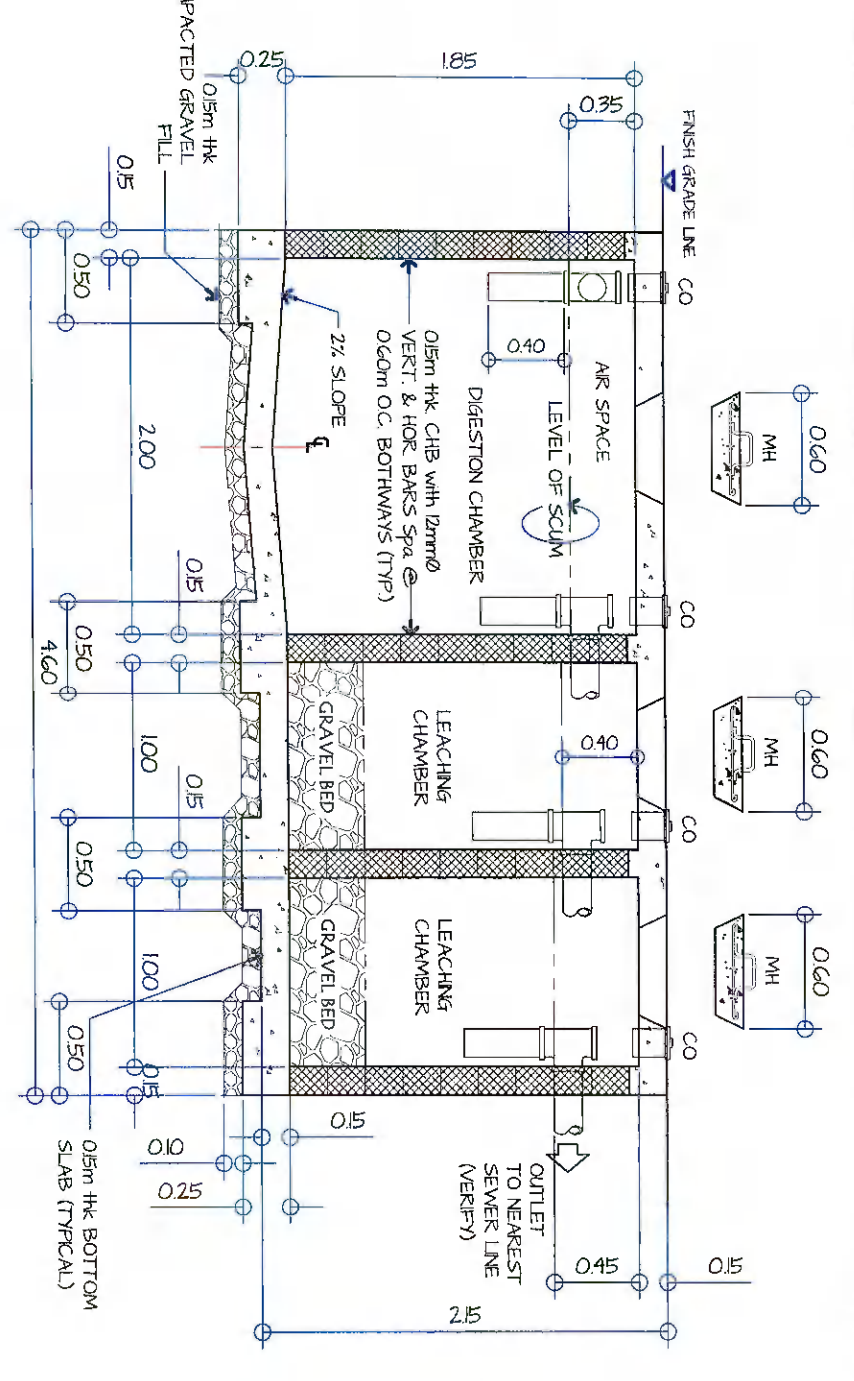 0.60
MH
0.60
MH
0.60
MH
FINISH GRADE LINE
CO
CO
CO
CO
0.15
0.35
1.85
0.25
AIR SPACE
LEVEL OF SCUM
0.40
DIGESTION CHAMBER
0.15m thk. CHB with 12mmØ
VERT. & HOR. BARS Spa @
0.60m O.C. BOTHWAYS (TYP.)
2% SLOPE
0.40
LEACHING
CHAMBER
LEACHING
CHAMBER
GRAVEL BED
GRAVEL BED
0.45
2.15
OUTLET
TO NEAREST
SEWER LINE
(VERIFY)
0.15
0.10
0.25
0.15m thk
PACTED GRAVEL
FILL
0.15
0.50
2.00
0.15
0.50
1.00
0.15
0.50
1.00
0.50
0.15
4.60
0.15m thk BOTTOM
SLAB (TYPICAL)